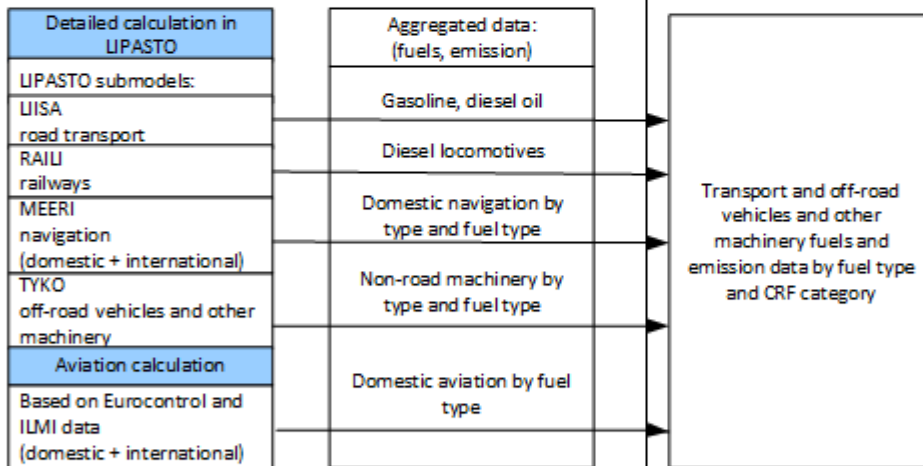 Detailed calculation in
LIPASTO
LIPASTO submodels:
LIISA
road transport
RAILI
railways
MEERI
navigation
(domestic + international)
TYKO
off-road vehicles and other
machinery
Aviation calculation
Based on Eurocontrol and
ILMI data
(domestic + international)
Aggregated data:
(fuels, emission)
Gasoline, diesel oil
Diesel locomotives
Domestic navigation by
type and fuel type
Non-road machinery by
type and fuel type
Domestic aviation by fuel
type
Transport and off-road
vehicles and other
machinery fuels and
emission data by fuel type
and CRF category